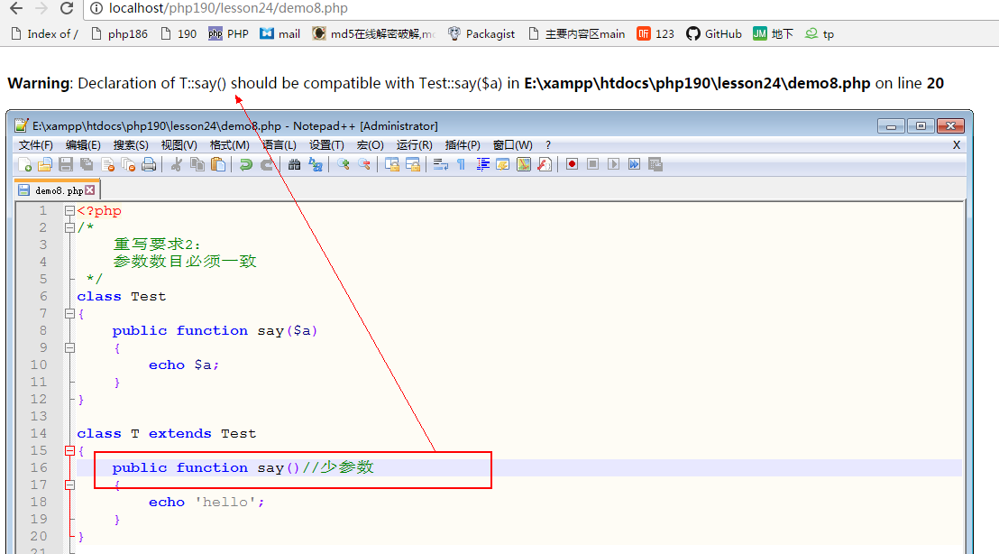 localhost/php190/lesson24/demo8.php
Index of / php186 190 PHP mail md5在线解密破解,mc Packagist 主要内容区main 123 GitHub 地下 tp
Warning: Declaration of T::say() should be compatible with Test::say($a) in E:\xampp\htdocs\php190\lesson24\demo8.php on line 20
E:\xampp\htdocs\php190\lesson24\demo8.php - Notepad++ [Administrator]
文件(F) 编辑(E) 搜索(S) 视图(V) 格式(M) 语言(L) 设置(T) 宏(O) 运行(R) 插件(P) 窗口(W) ? X
demo8.php
1 <?php
2 /*
3 重写要求2:
4 参数数目必须一致
5 */
6 class Test
7 {
8 public function say($a)
9 {
10 echo $a;
11 }
12 }
13
14 class T extends Test
15 {
16 public function say()//少参数
17 {
18 echo 'hello';
19 }
20 }
21